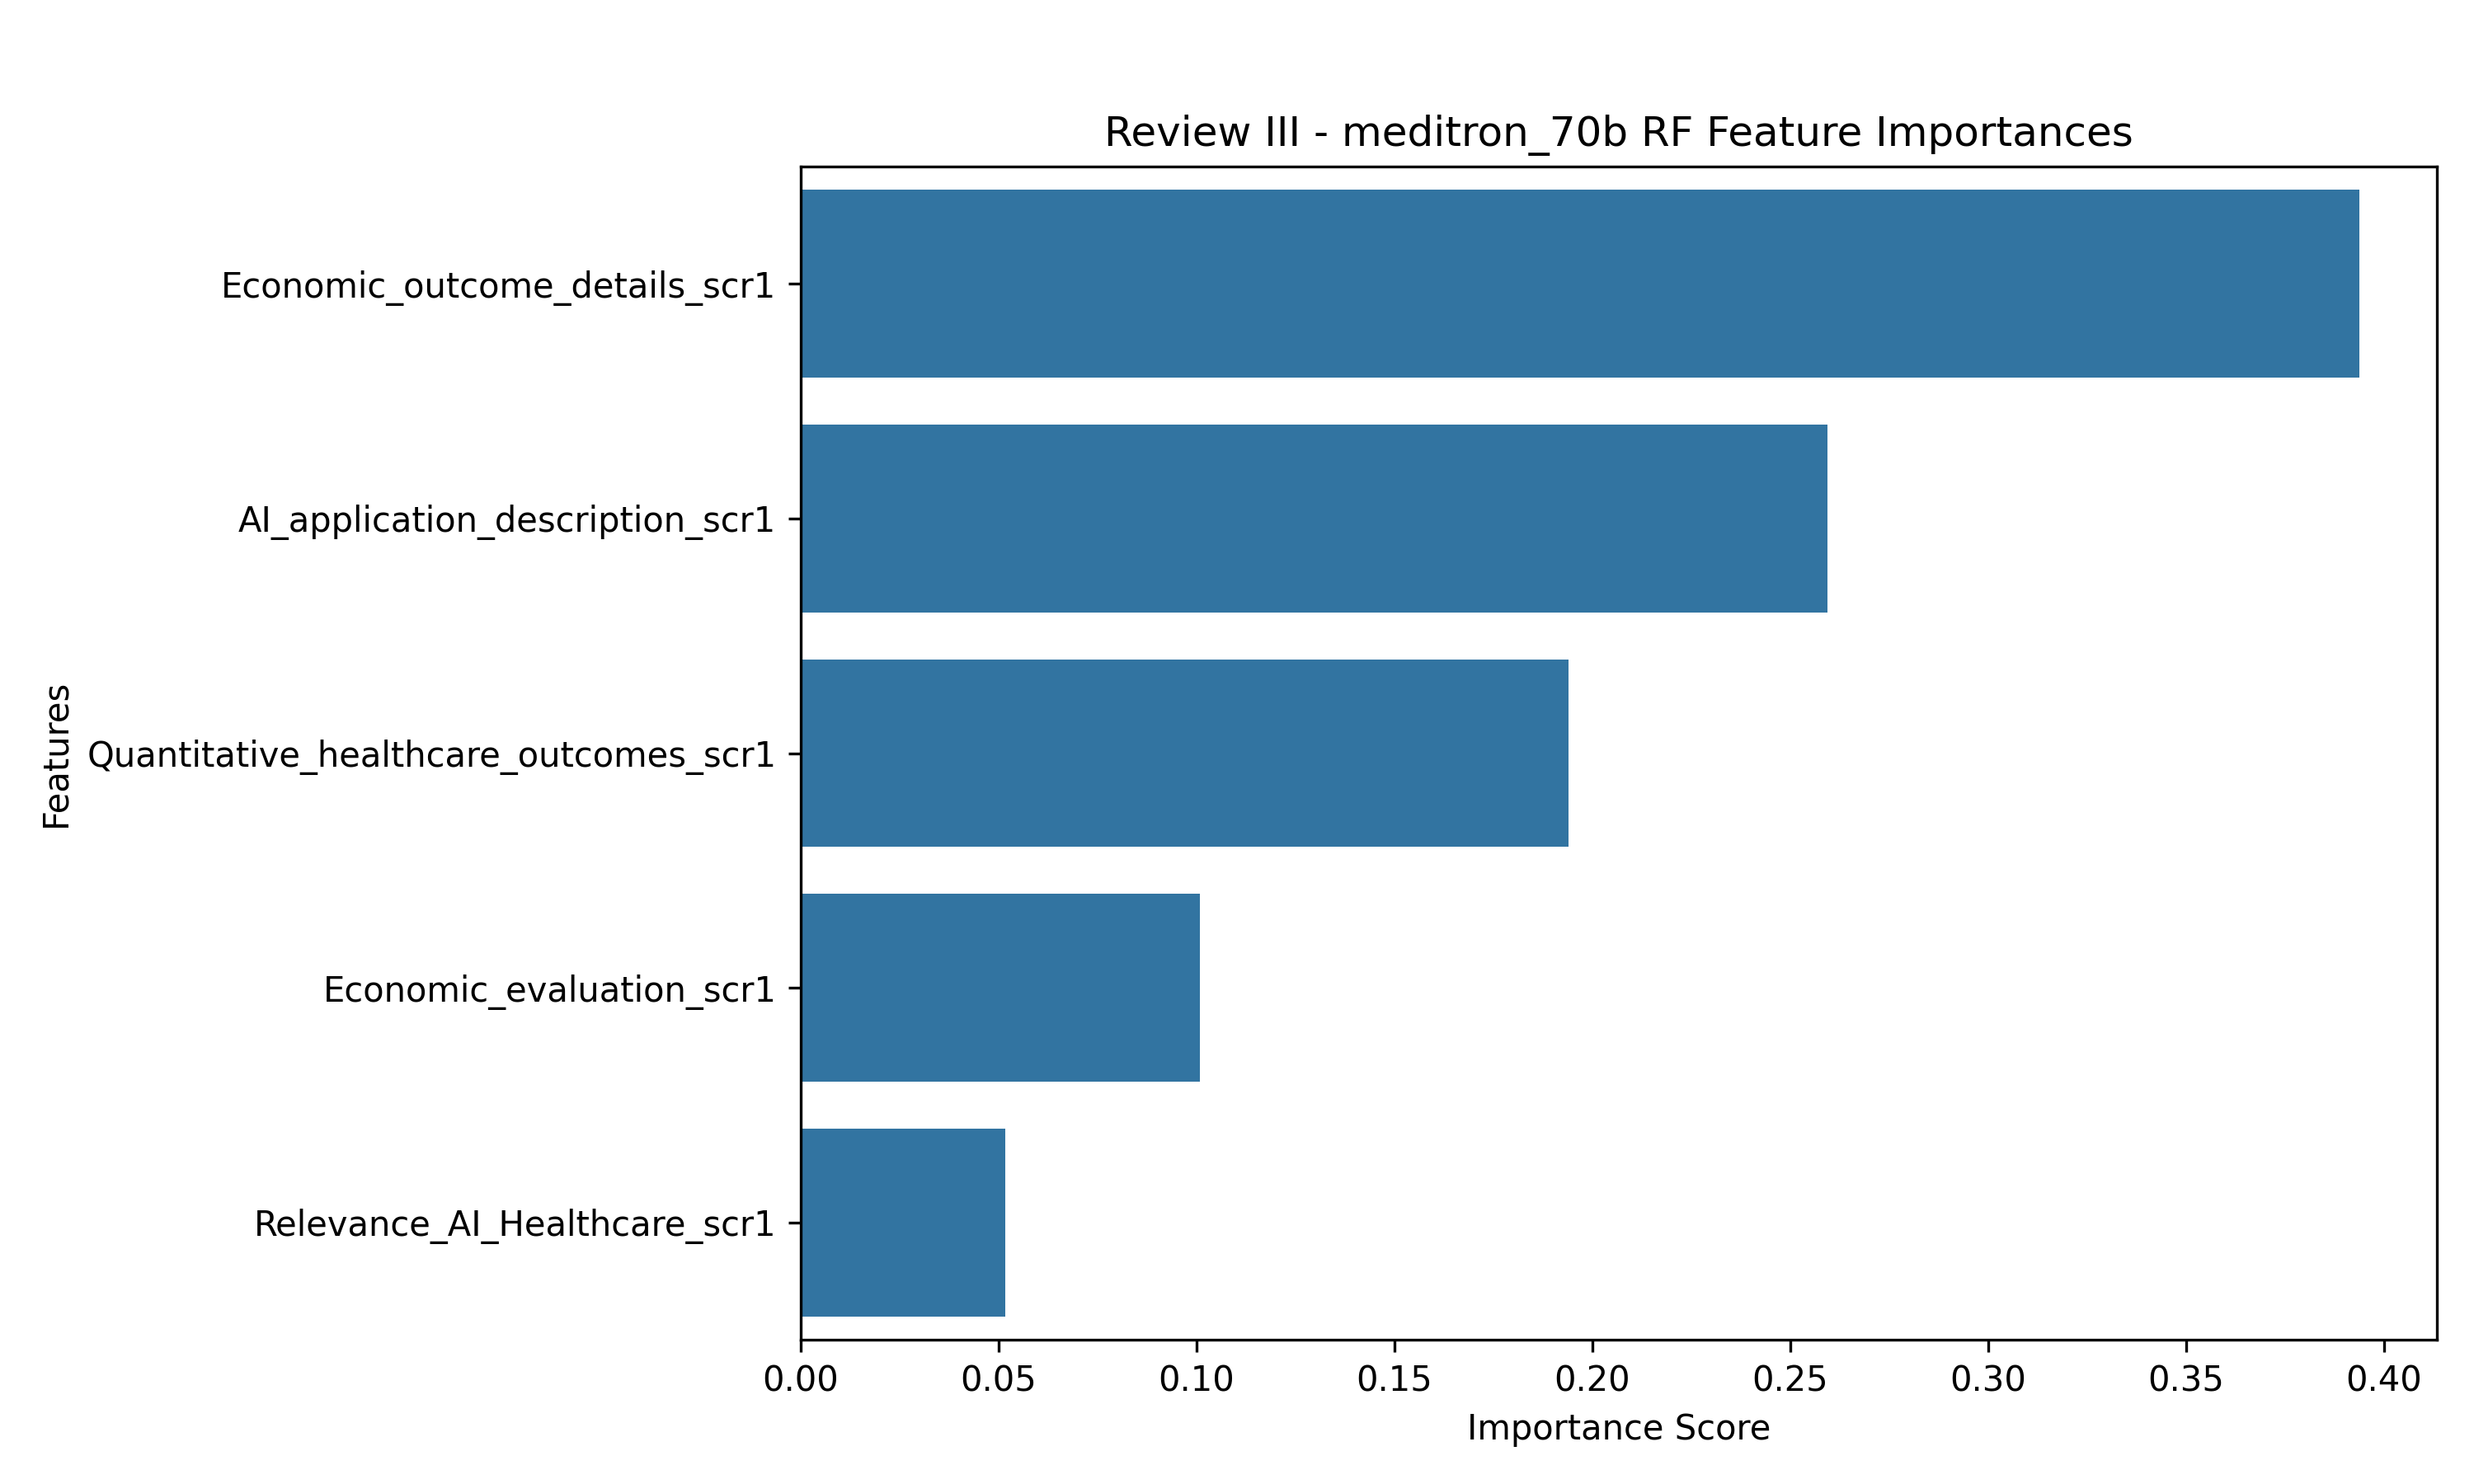 Review III - meditron_70b RF Feature Importances
Features
Economic_outcome_details_scr1
AI_application_description_scr1
Quantitative_healthcare_outcomes_scr1
Economic_evaluation_scr1
Relevance_AI_Healthcare_scr1
0.00 0.05 0.10 0.15 0.20 0.25 0.30 0.35 0.40
Importance Score